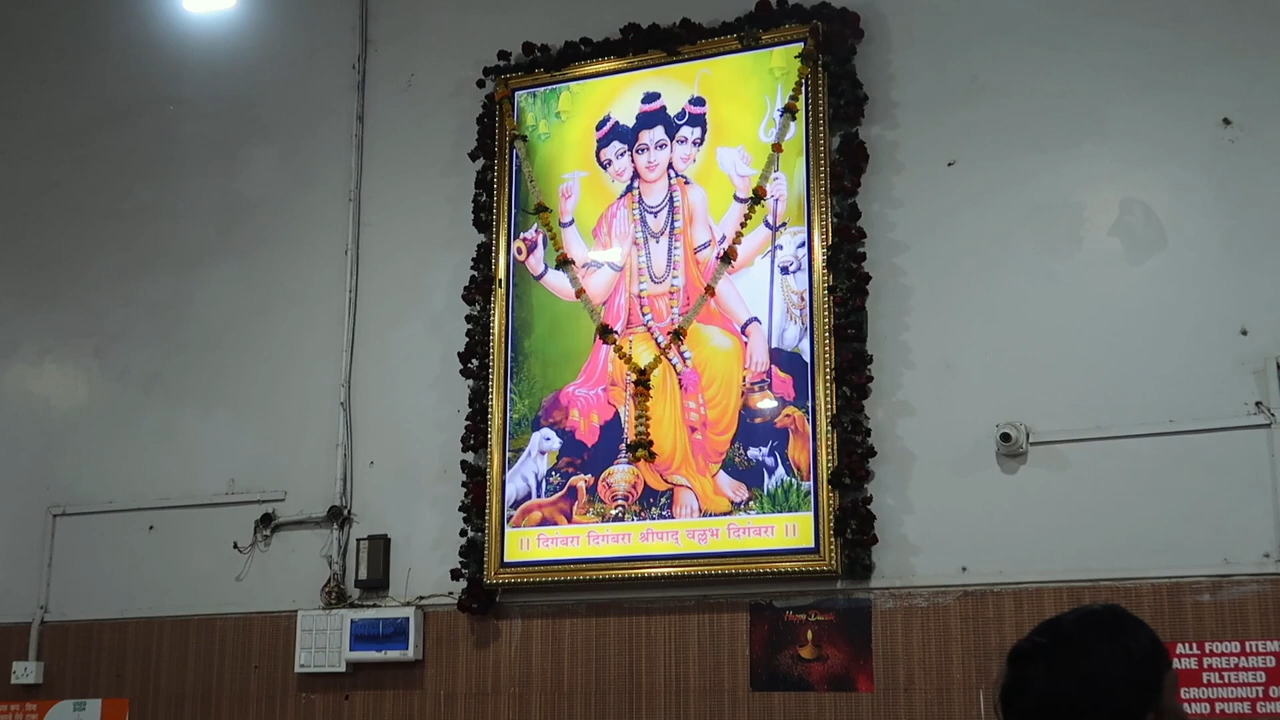 ।। दिगंबरा दिगंबरा श्रीपाद् वल्लभ दिगंबरा ।।
Happy Diwali
ALL FOOD ITEM
ARE PREPARED
FILTERED
GROUNDNUT O
AND PURE GH